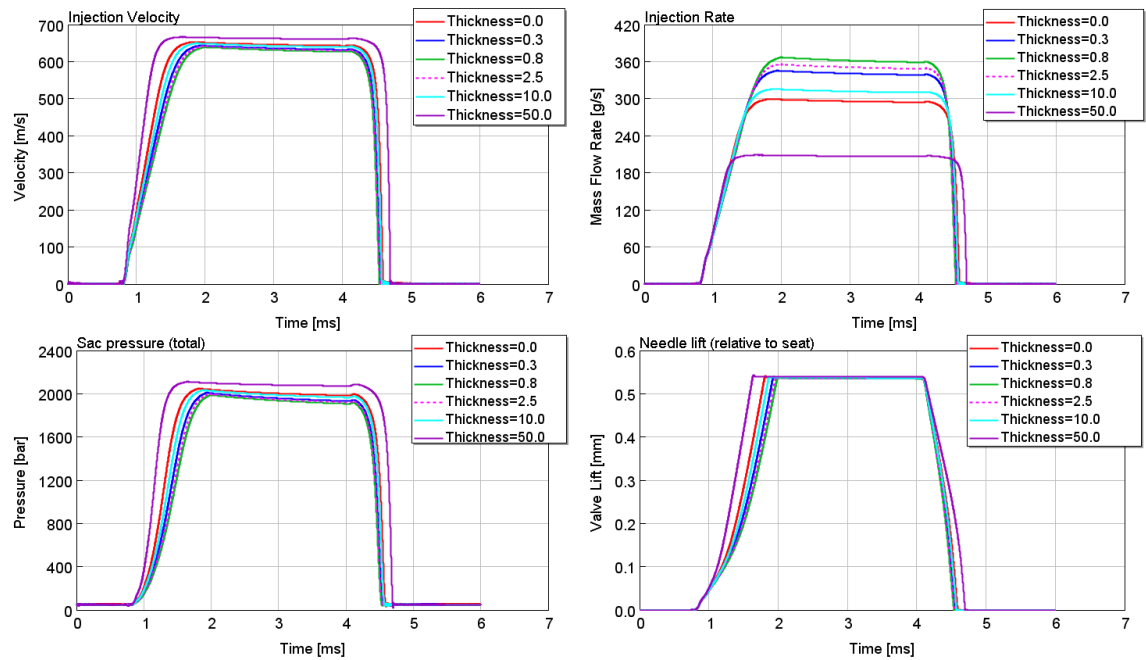 Injection Velocity
700
600
500
400
300
200
100
0
Velocity [m/s]
0 1 2 3 4 5 6 7
Time [ms]
Thickness=0.0
Thickness=0.3
Thickness=0.8
Thickness=2.5
Thickness=10.0
Thickness=50.0
Injection Rate
420
360
300
240
180
120
60
0
Mass Flow Rate [g/s]
0 1 2 3 4 5 6 7
Time [ms]
Thickness=0.0
Thickness=0.3
Thickness=0.8
Thickness=2.5
Thickness=10.0
Thickness=50.0
Sac pressure (total)
2400
2000
1600
1200
800
400
0
Pressure [bar]
0 1 2 3 4 5 6 7
Time [ms]
Thickness=0.0
Thickness=0.3
Thickness=0.8
Thickness=2.5
Thickness=10.0
Thickness=50.0
Needle lift (relative to seat)
0.6
0.5
0.4
0.3
0.2
0.1
0.0
Valve Lift [mm]
0 1 2 3 4 5 6 7
Time [ms]
Thickness=0.0
Thickness=0.3
Thickness=0.8
Thickness=2.5
Thickness=10.0
Thickness=50.0